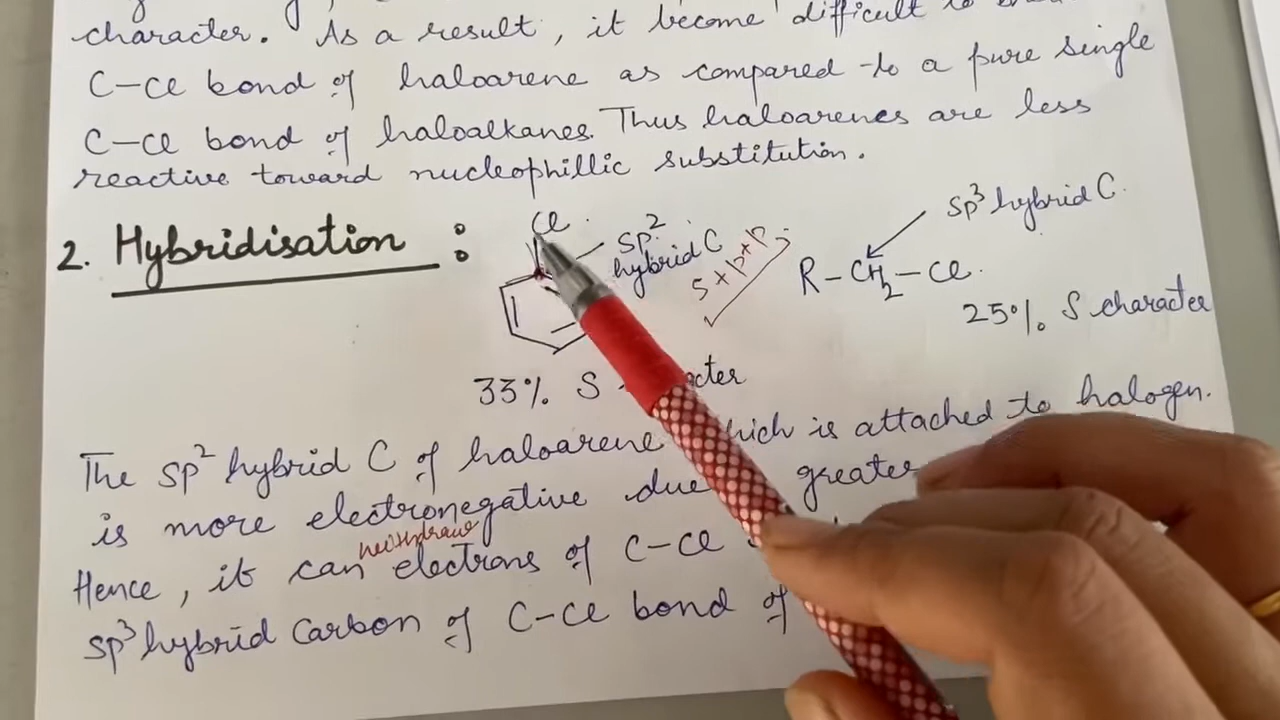 character. As a result, it become difficult to
C-Cl bond of haloarene as compared to a pure single
C-Cl bond of haloalkanes. Thus haloarenes are less
reactive toward nucleophillic substitution.
2. Hybridisation :
Cl
sp² hybrid C
s+p+p
sp³ hybrid C.
R-CH₂-Cl.
25% S character
33% S
The sp² hybrid C of haloarene which is attached to halogen.
is more electronegative due greater
withdraw
Hence, it can electrons of C-Cl
sp³ hybrid carbon of C-Cl bond of